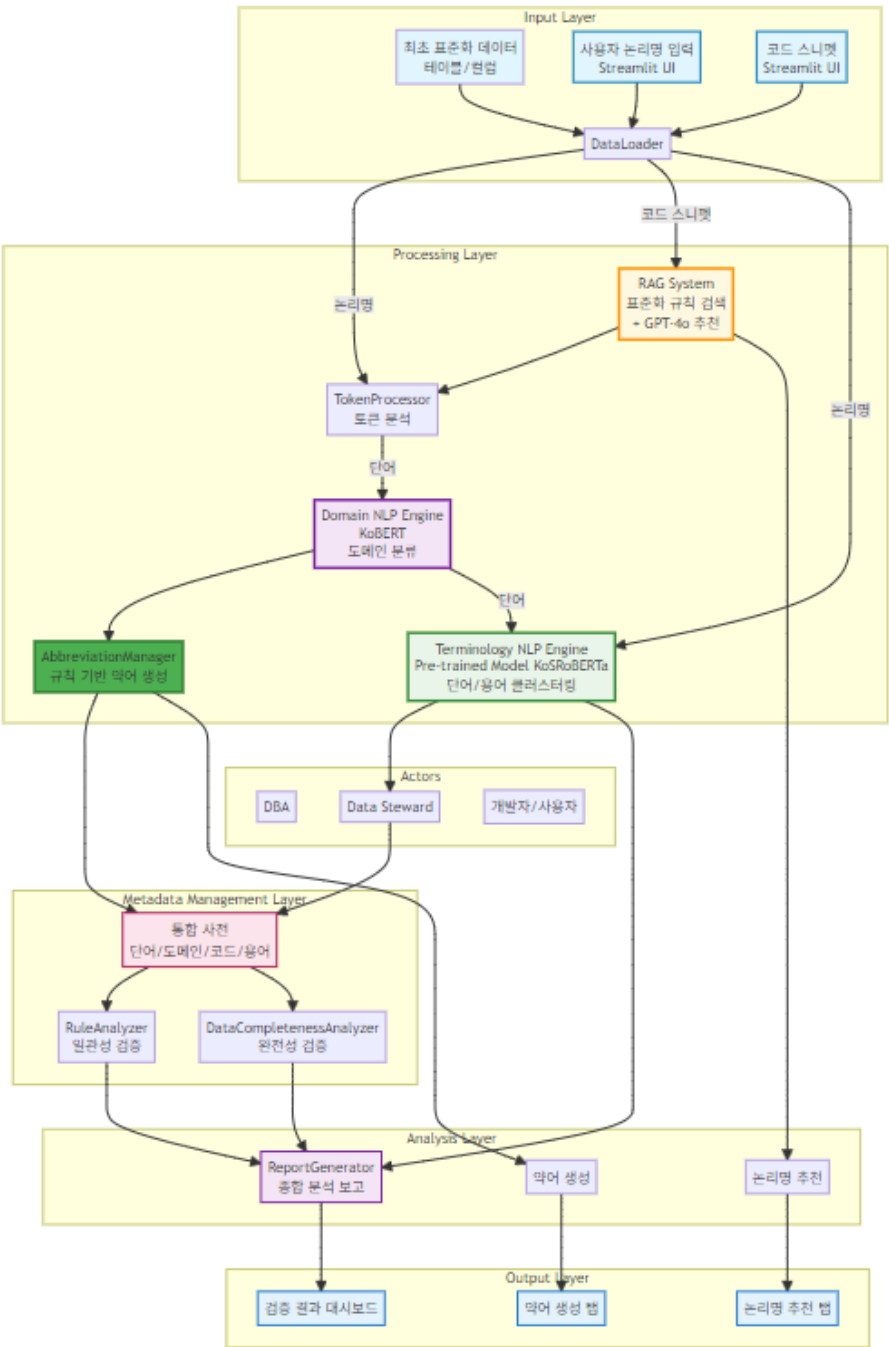 Input Layer
최초 표준화 데이터
테이블/컬럼
사용자 논리명 입력
Streamlit UI
코드 스니펫
Streamlit UI
DataLoader
코드 스니펫
Processing Layer
RAG System
표준화 규칙 검색
+ GPT-4o 추천
논리명
TokenProcessor
토큰 분석
논리명
단어
Domain NLP Engine
KoBERT
도메인 분류
단어
AbbreviationManager
규칙 기반 약어 생성
Terminology NLP Engine
Pre-trained Model KoSRoBERTa
단어/용어 클러스터링
Actors
DBA
Data Steward
개발자/사용자
Metadata Management Layer
통합 사전
단어/도메인/코드/용어
RuleAnalyzer
일관성 검증
DataCompletenessAnalyzer
완전성 검증
Analysis Layer
ReportGenerator
종합 분석 보고
약어 생성
논리명 추천
Output Layer
검증 결과 대시보드
약어 생성 탭
논리명 추천 탭